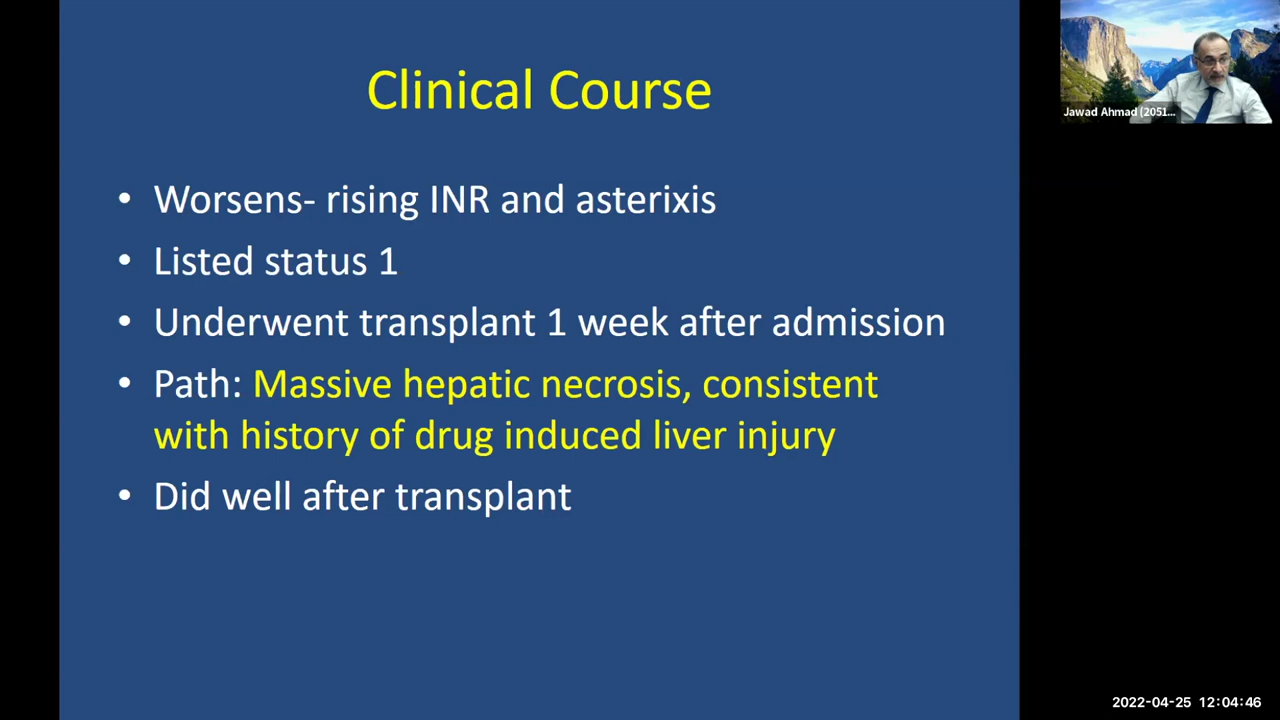 Clinical Course
• Worsens- rising INR and asterixis
• Listed status 1
• Underwent transplant 1 week after admission
• Path: Massive hepatic necrosis, consistent
with history of drug induced liver injury
• Did well after transplant
Jawad Ahmad (2051...
2022-04-25 12:04:46